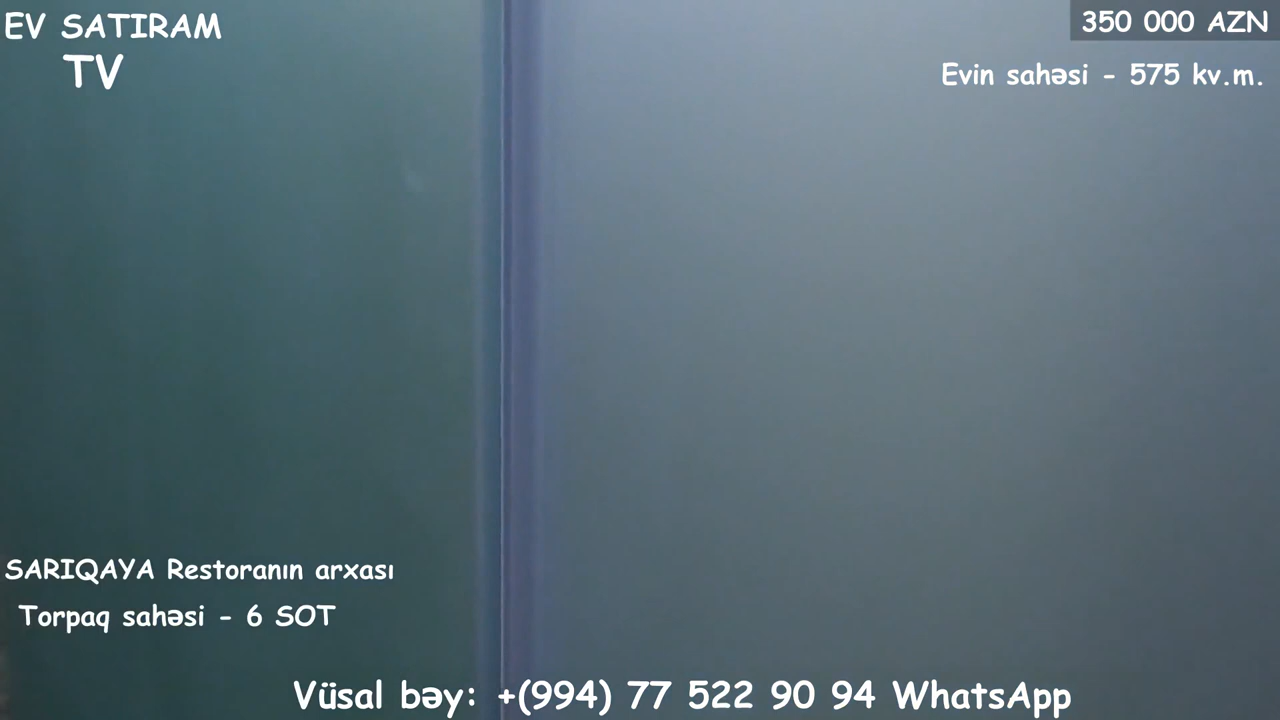 EV SATIRAM
TV
350 000 AZN
Evin sahəsi - 575 kv.m.
SARIQAYA Restoranın arxası
Torpaq sahəsi - 6 SOT
Vüsal bəy: +(994) 77 522 90 94 WhatsApp